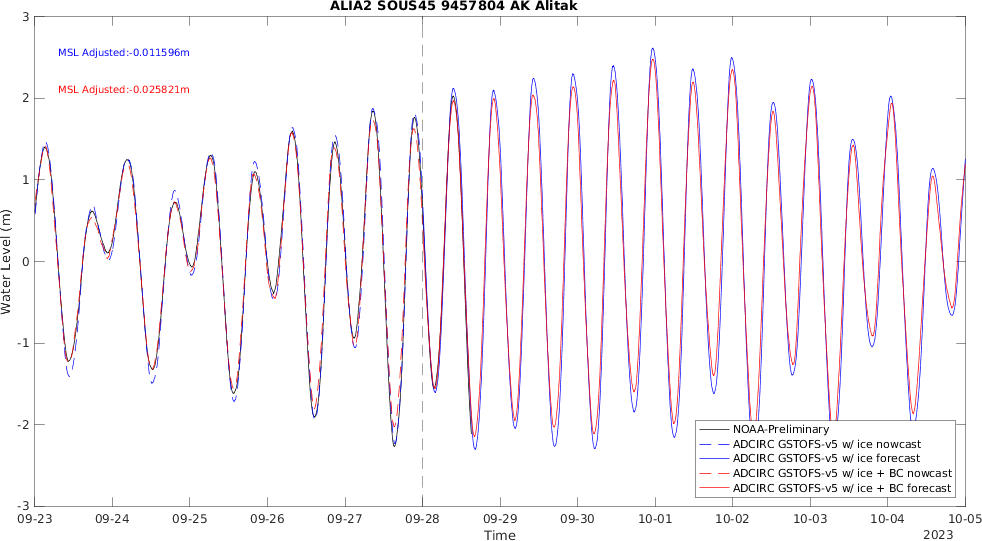 ALIA2 SOUS45 9457804 AK Alitak
MSL Adjusted:-0.011596m
MSL Adjusted:-0.025821m
Water Level (m)
3
2
1
0
-1
-2
-3
NOAA-Preliminary
ADCIRC GSTOFS-v5 w/ ice nowcast
ADCIRC GSTOFS-v5 w/ ice forecast
ADCIRC GSTOFS-v5 w/ ice + BC nowcast
ADCIRC GSTOFS-v5 w/ ice + BC forecast
09-23 09-24 09-25 09-26 09-27 09-28 09-29 09-30 10-01 10-02 10-03 10-04 10-05
Time
2023